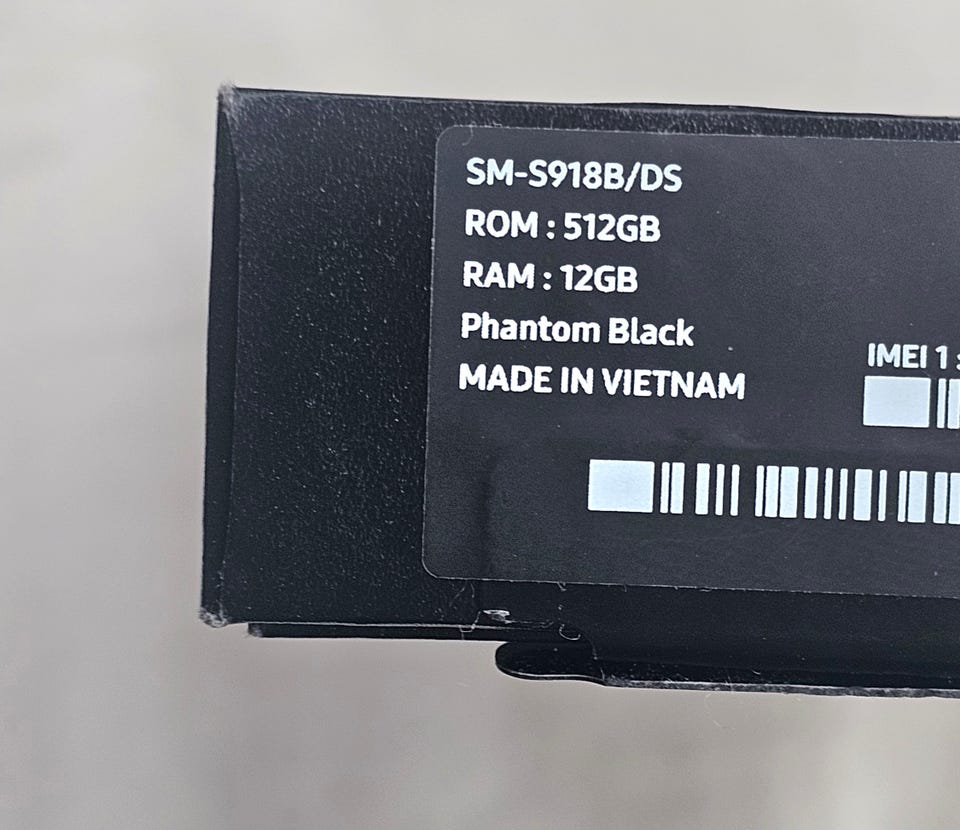 SM-S918B/DS
ROM : 512GB
RAM : 12GB
Phantom Black
MADE IN VIETNAM
IMEI 1 :